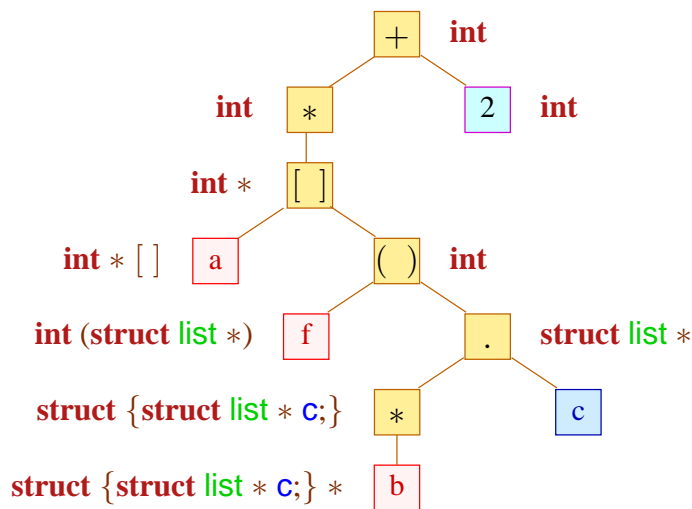 + int
int * 2 int
int * [ ]
int * [ ] a ( ) int
int (struct list *) f . struct list *
struct {struct list * c;} * c
struct {struct list * c;} * b